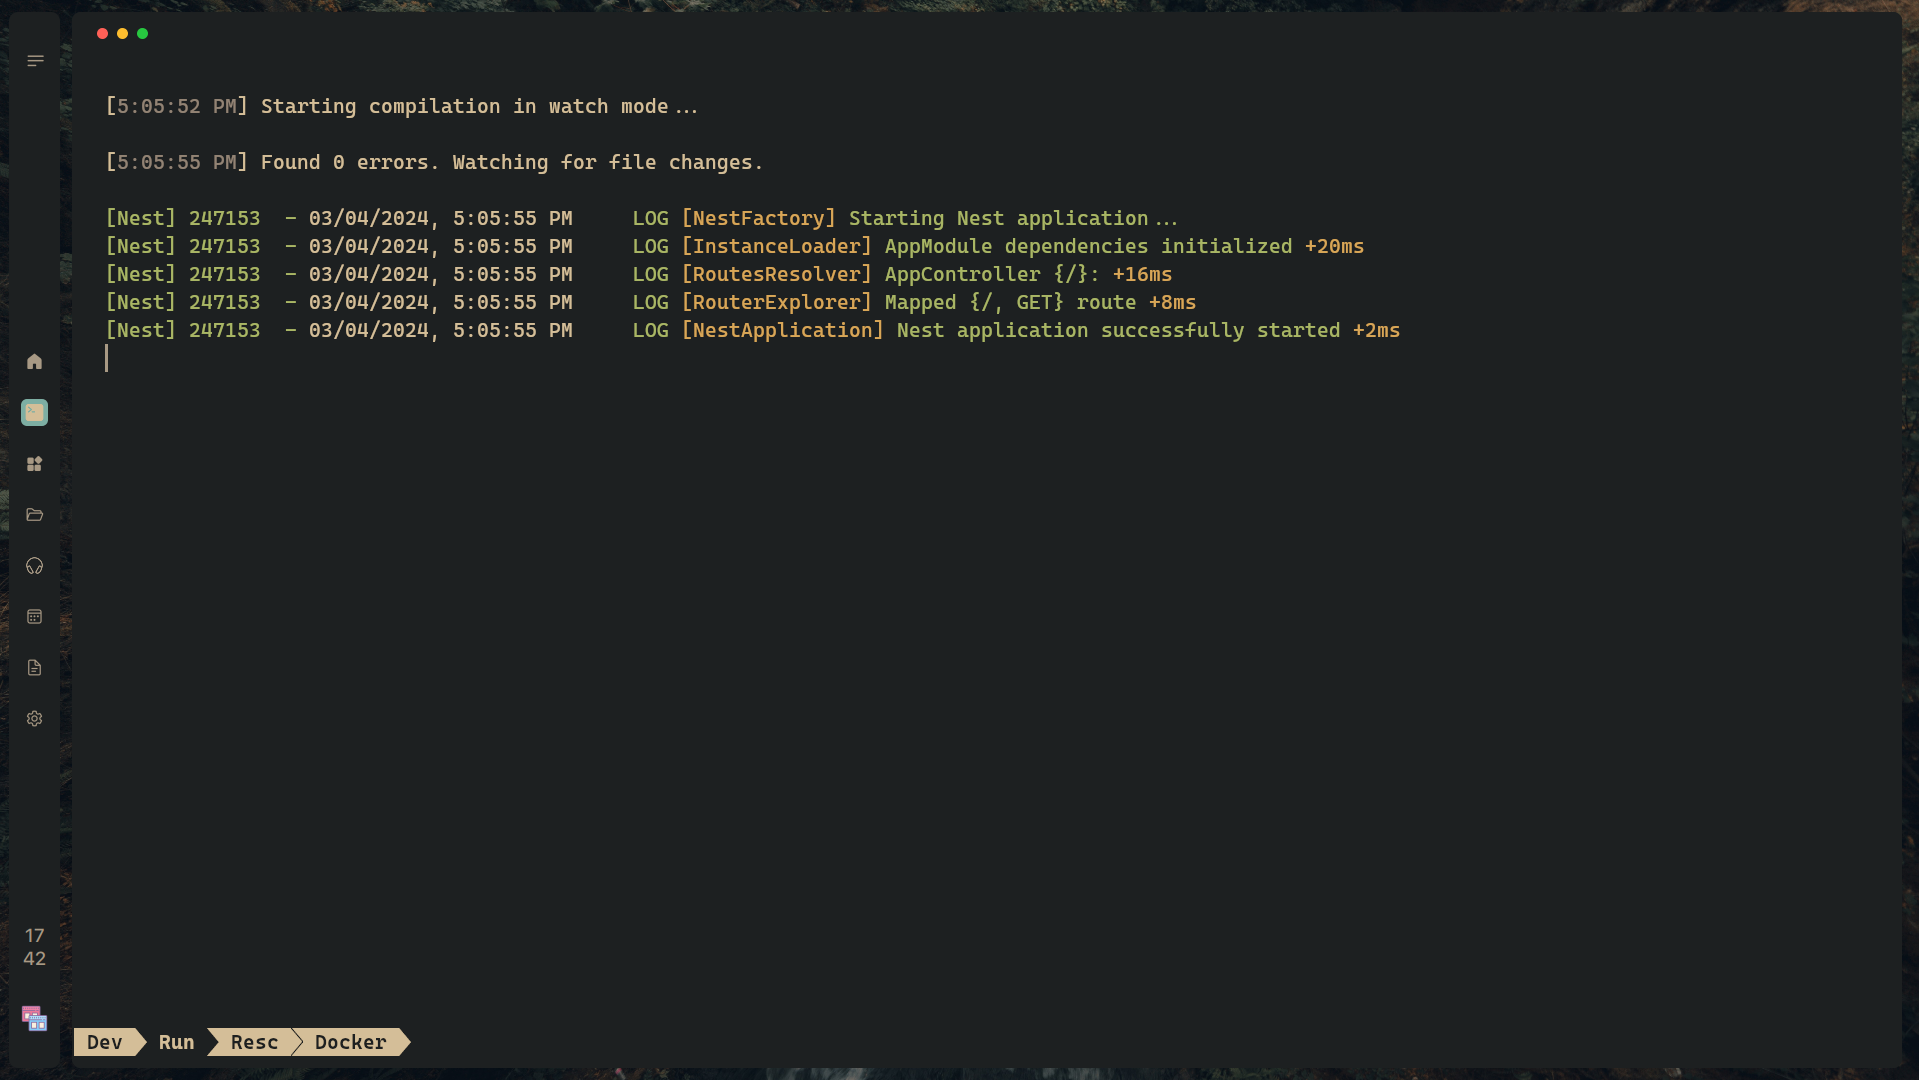 [5:05:52 PM] Starting compilation in watch mode...
[5:05:55 PM] Found 0 errors. Watching for file changes.
[Nest] 247153  - 03/04/2024, 5:05:55 PM     LOG [NestFactory] Starting Nest application...
[Nest] 247153  - 03/04/2024, 5:05:55 PM     LOG [InstanceLoader] AppModule dependencies initialized +20ms
[Nest] 247153  - 03/04/2024, 5:05:55 PM     LOG [RoutesResolver] AppController {/}: +16ms
[Nest] 247153  - 03/04/2024, 5:05:55 PM     LOG [RouterExplorer] Mapped {/, GET} route +8ms
[Nest] 247153  - 03/04/2024, 5:05:55 PM     LOG [NestApplication] Nest application successfully started +2ms
17
42
Dev Run Resc Docker